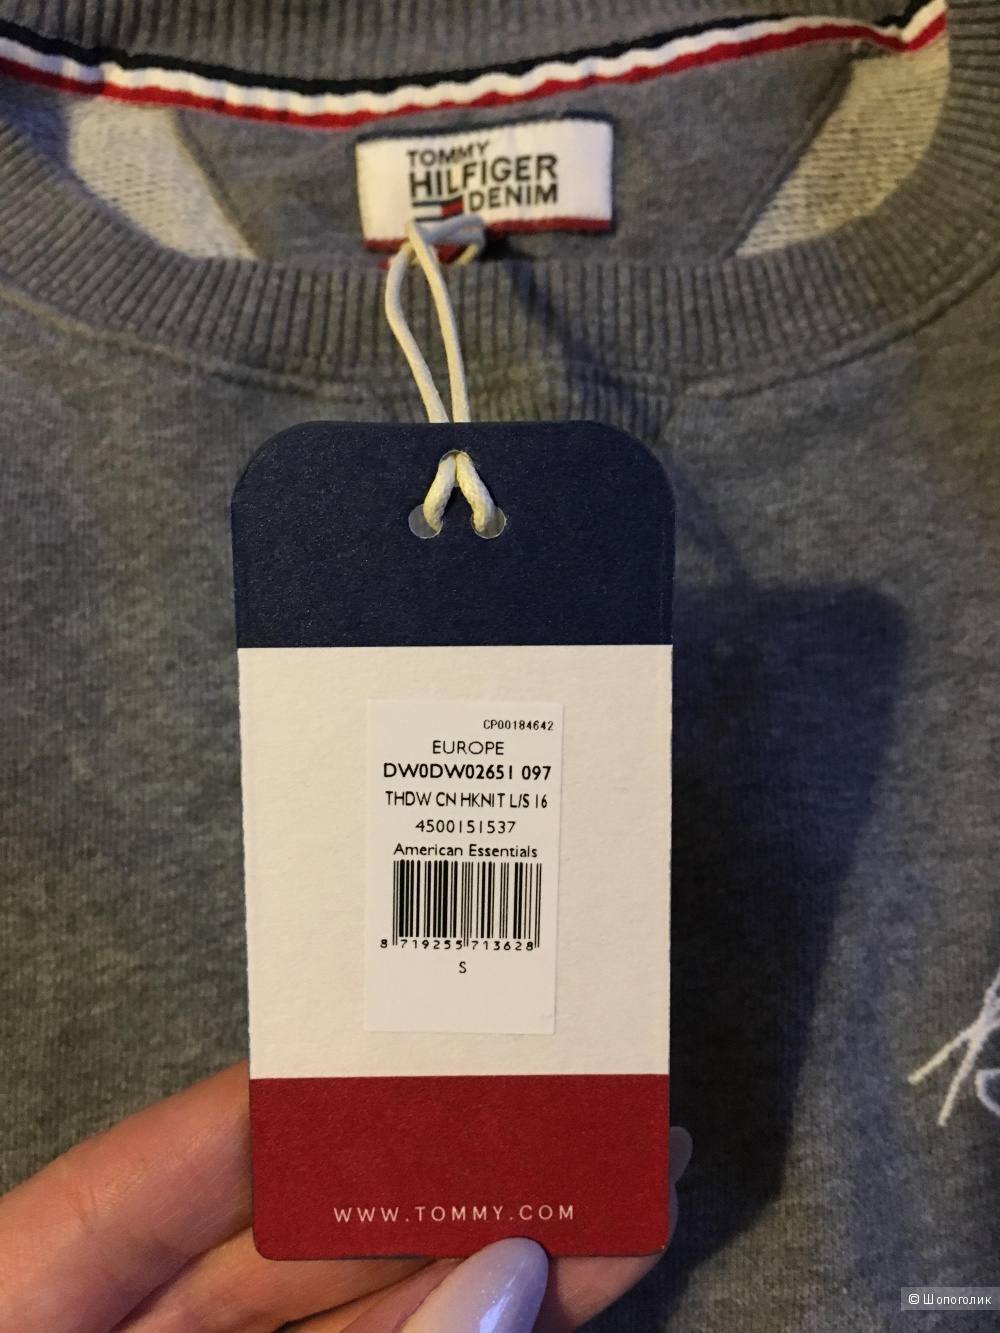 TOMMY
HILFIGER
DENIM
CP00184642
EUROPE
DW0DW02651 097
THDW CN HKNIT L/S 16
4500151537
American Essentials
8 719255 713628
S
WWW.TOMMY.COM
© Шопоголик